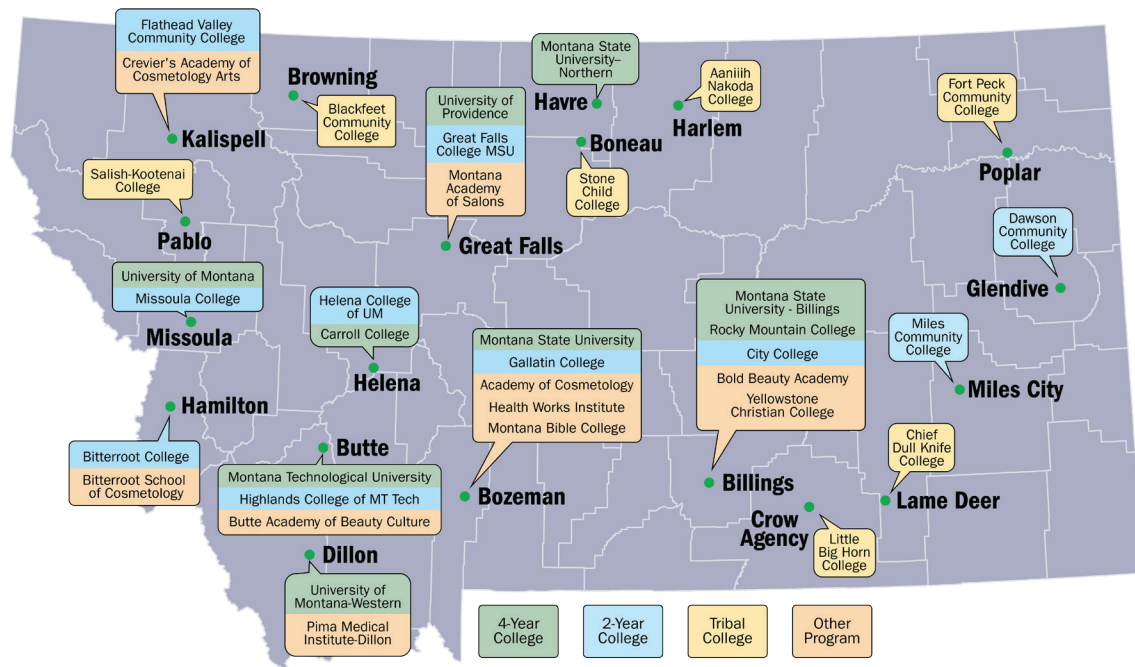 Flathead Valley
Community College
Crevier's Academy of
Cosmetology Arts
Kalispell
Browning
Blackfeet
Community
College
Montana State
University–
Northern
Havre
Aaniiih
Nakoda
College
Harlem
Fort Peck
Community
College
Poplar
University of
Providence
Great Falls
College MSU
Montana
Academy
of Salons
Great Falls
Boneau
Stone
Child
College
Salish-Kootenai
College
Pablo
Dawson
Community
College
Glendive
University of Montana
Missoula College
Missoula
Helena College
of UM
Carroll College
Helena
Montana State University
Gallatin College
Academy of Cosmetology
Health Works Institute
Montana Bible College
Bozeman
Montana State
University - Billings
Rocky Mountain College
City College
Bold Beauty Academy
Yellowstone
Christian College
Billings
Miles
Community
College
Miles City
Hamilton
Bitterroot College
Bitterroot School
of Cosmetology
Butte
Montana Technological University
Highlands College of MT Tech
Butte Academy of Beauty Culture
Chief
Dull Knife
College
Lame Deer
Crow
Agency
Little
Big Horn
College
Dillon
University of
Montana-Western
Pima Medical
Institute-Dillon
4-Year
College
2-Year
College
Tribal
College
Other
Program